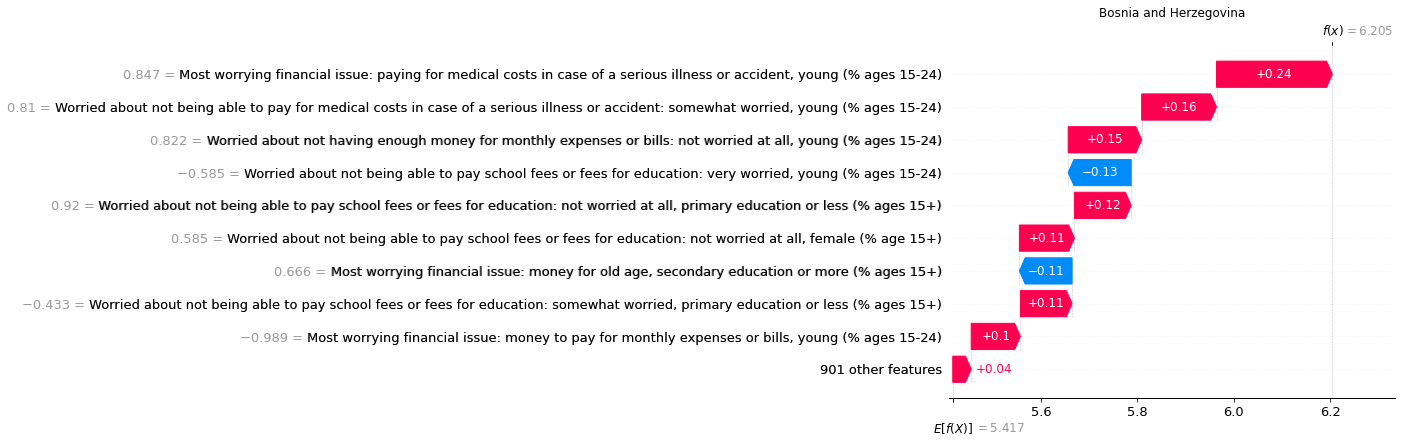 Bosnia and Herzegovina
f(x) = 6.205
0.847 = Most worrying financial issue: paying for medical costs in case of a serious illness or accident, young (% ages 15-24) +0.24
0.81 = Worried about not being able to pay for medical costs in case of a serious illness or accident: somewhat worried, young (% ages 15-24) +0.16
0.822 = Worried about not having enough money for monthly expenses or bills: not worried at all, young (% ages 15-24) +0.15
−0.585 = Worried about not being able to pay school fees or fees for education: very worried, young (% ages 15-24) −0.13
0.92 = Worried about not being able to pay school fees or fees for education: not worried at all, primary education or less (% ages 15+) +0.12
0.585 = Worried about not being able to pay school fees or fees for education: not worried at all, female (% age 15+) +0.11
0.666 = Most worrying financial issue: money for old age, secondary education or more (% ages 15+) −0.11
−0.433 = Worried about not being able to pay school fees or fees for education: somewhat worried, primary education or less (% ages 15+) +0.11
−0.989 = Most worrying financial issue: money to pay for monthly expenses or bills, young (% ages 15-24) +0.1
901 other features +0.04
5.6 5.8 6.0 6.2
E[f(X)] = 5.417